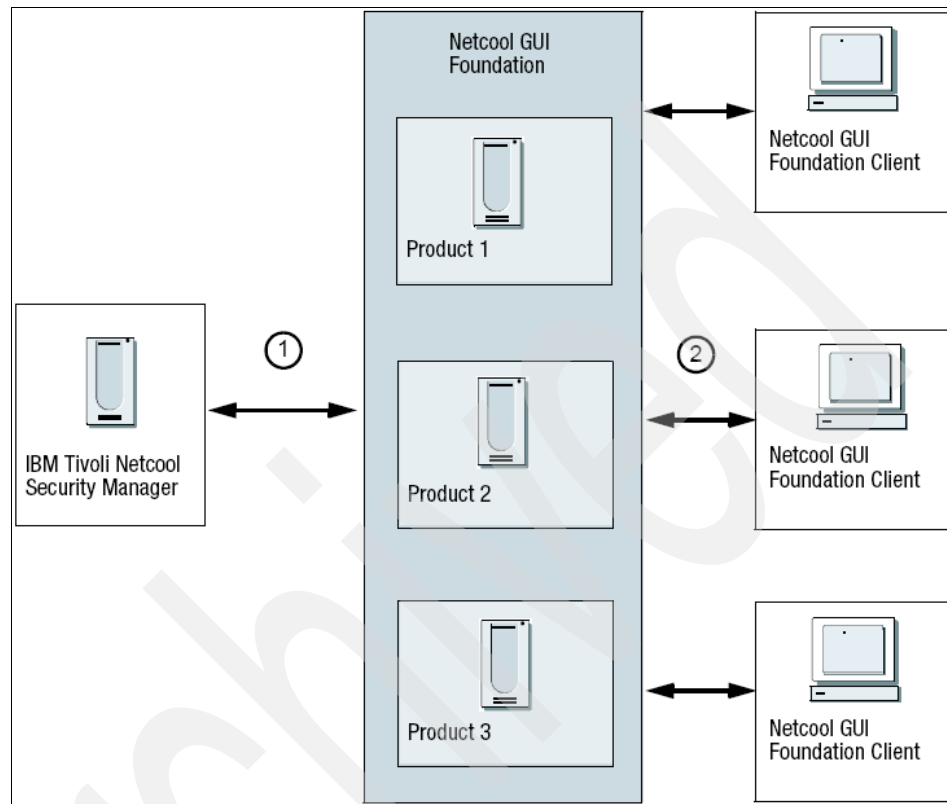 Netcool GUI
Foundation
Product 1
Product 2
Product 3
1
2
IBM Tivoli Netcool
Security Manager
Netcool GUI
Foundation Client
Netcool GUI
Foundation Client
Netcool GUI
Foundation Client